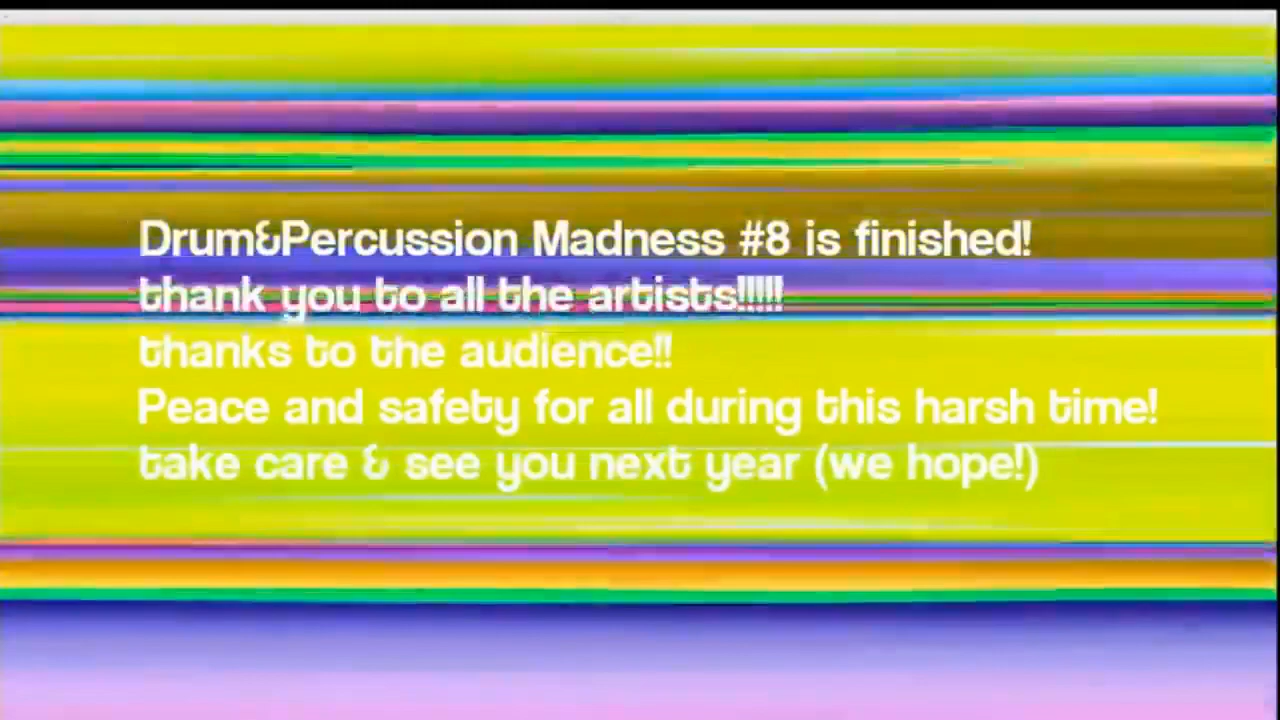 Drum&Percussion Madness #8 is finished!
thank you to all the artists!!!!!
thanks to the audience!!
Peace and safety for all during this harsh time!
take care & see you next year (we hope!)